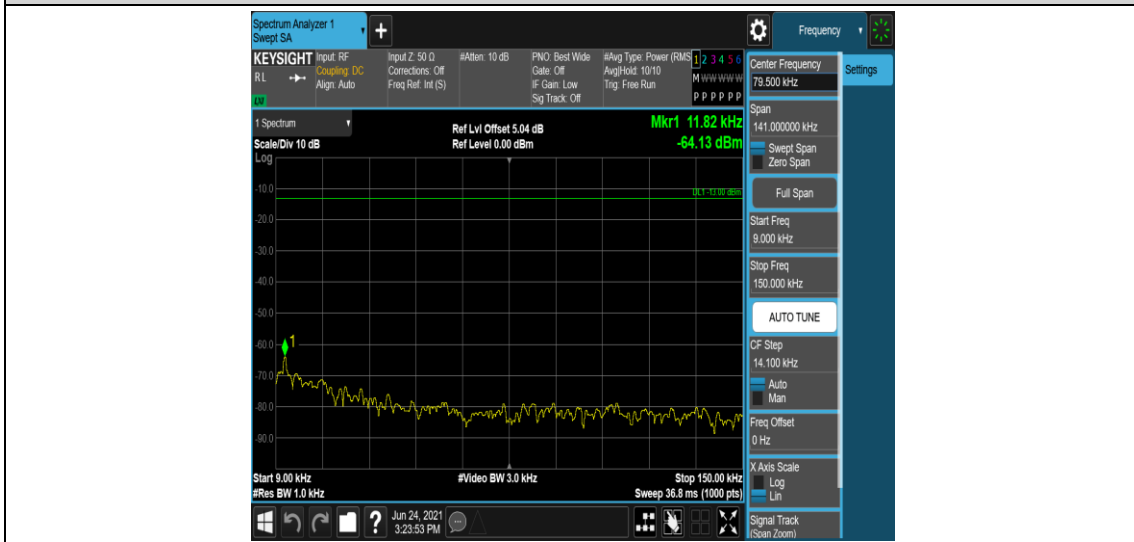 Spectrum Analyzer 1
Swept SA
+
Frequency
KEYSIGHT
RL
LXI
Input: RF
Coupling: DC
Align: Auto
Input Z: 50 Ω
Corrections: Off
Freq Ref: Int (S)
#Atten: 10 dB
PNO: Best Wide
Gate: Off
IF Gain: Low
Sig Track: Off
#Avg Type: Power (RMS
Avg|Hold: 10/10
Trig: Free Run
1 2 3 4 5 6
M W W W W W
P P P P P P
1 Spectrum
Scale/Div 10 dB
Ref Lvl Offset 5.04 dB
Ref Level 0.00 dBm
Mkr1 11.82 kHz
-64.13 dBm
Log
-10.0
DL1 -13.00 dBm
-20.0
-30.0
-40.0
-50.0
-60.0
1
-70.0
-80.0
-90.0
Start 9.00 kHz
#Res BW 1.0 kHz
#Video BW 3.0 kHz
Stop 150.00 kHz
Sweep 36.8 ms (1000 pts)
?
Jun 24, 2021
3:23:53 PM
Center Frequency
79.500 kHz
Settings
Span
141.000000 kHz
Swept Span
Zero Span
Full Span
Start Freq
9.000 kHz
Stop Freq
150.000 kHz
AUTO TUNE
CF Step
14.100 kHz
Auto
Man
Freq Offset
0 Hz
X Axis Scale
Log
Lin
Signal Track
(Span Zoom)